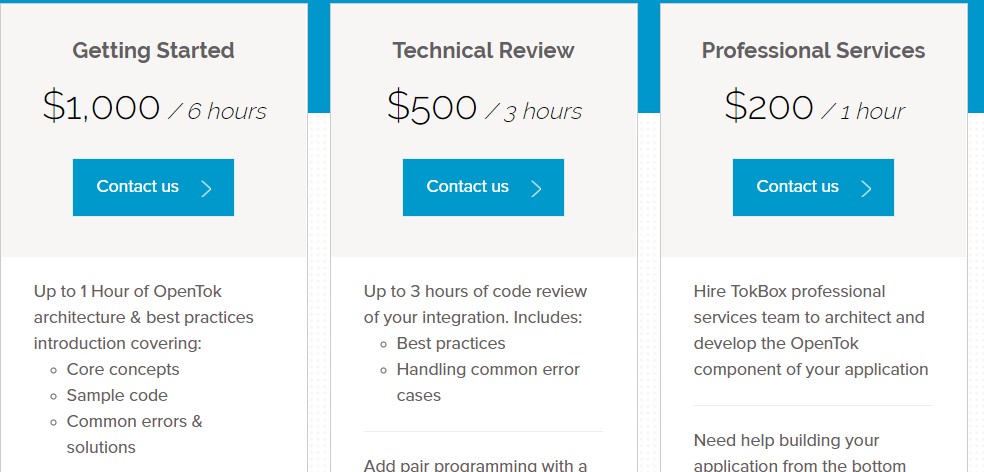 Getting Started
$1,000 / 6 hours
Contact us
Up to 1 Hour of OpenTok
architecture & best practices
introduction covering:
Core concepts
Sample code
Common errors &
solutions
Technical Review
$500 / 3 hours
Contact us
Up to 3 hours of code review
of your integration. Includes:
Best practices
Handling common error
cases
Add pair programming with a
Professional Services
$200 / 1 hour
Contact us
Hire TokBox professional
services team to architect and
develop the OpenTok
component of your application
Need help building your
application from the bottom